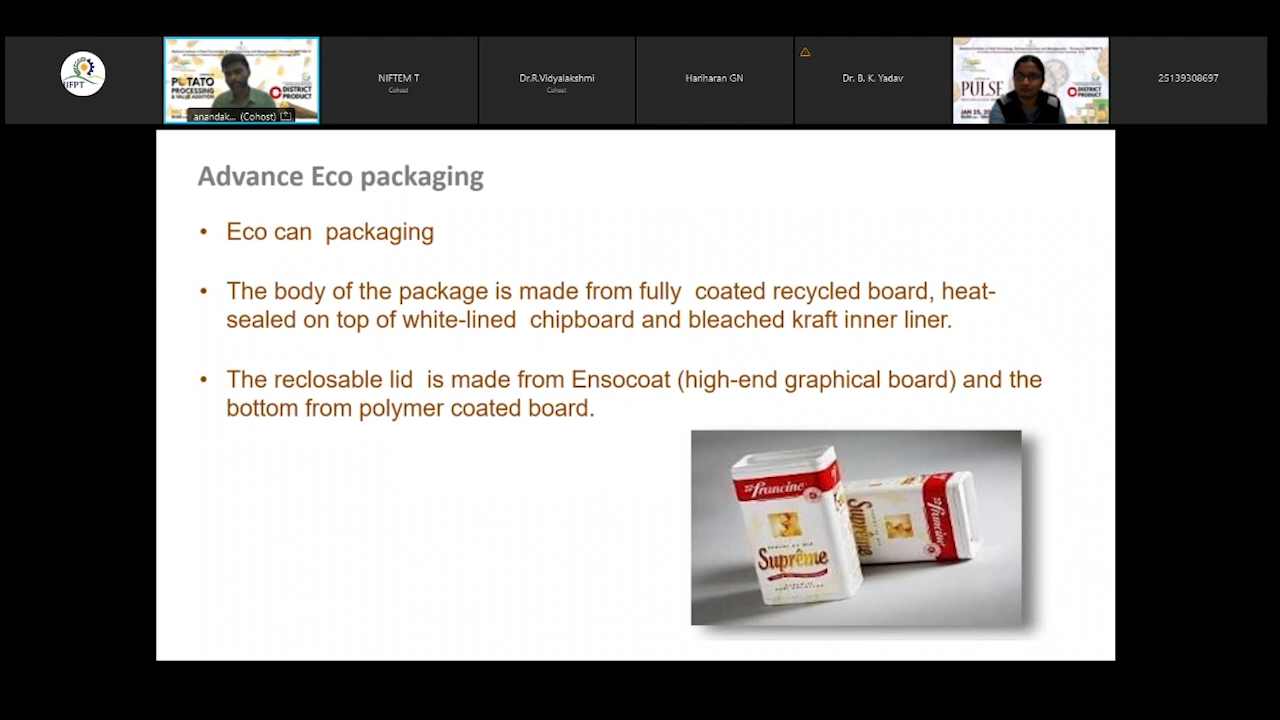 NIFTEM T
Cohost
Dr.R.Vidyalakshmi
Cohost
Hariharan GN
Dr. B. K. Yadav
25139308697
PROCESSING
& VALUE ADDITION
DISTRICT
PRODUCT
anandak... (Cohost)
PULSE
DISTRICT
PRODUCT
JAN 25, 
Advance Eco packaging
• Eco can packaging
• The body of the package is made from fully coated recycled board, heat-
sealed on top of white-lined chipboard and bleached kraft inner liner.
• The reclosable lid is made from Ensocoat (high-end graphical board) and the
bottom from polymer coated board.
francine
Suprême
francine
Suprême